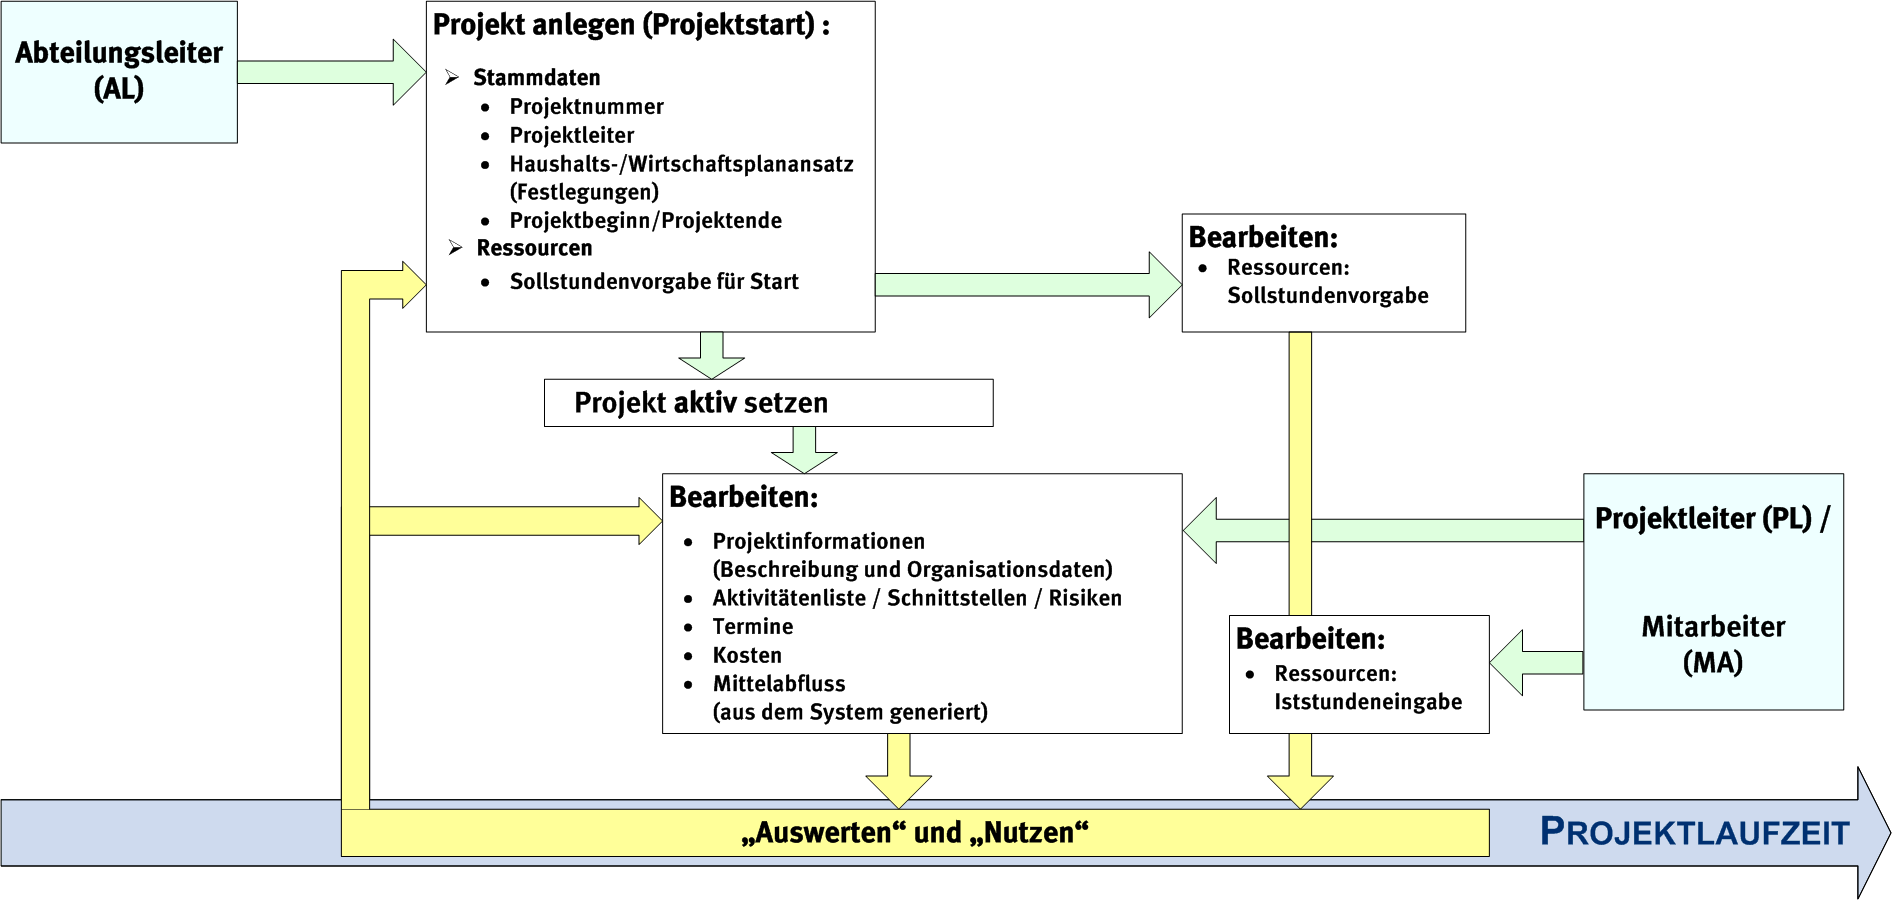 Abteilungsleiter
(AL)
Projekt anlegen (Projektstart) :
Stammdaten
• Projektnummer
• Projektleiter
• Haushalts-/Wirtschaftsplanansatz
(Festlegungen)
• Projektbeginn/Projektende
Ressourcen
• Sollstundenvorgabe für Start
Bearbeiten:
• Ressourcen:
Sollstundenvorgabe
Projekt aktiv setzen
Bearbeiten:
• Projektinformationen
(Beschreibung und Organisationsdaten)
• Aktivitätenliste / Schnittstellen / Risiken
• Termine
• Kosten
• Mittelabfluss
(aus dem System generiert)
Projektleiter (PL) /
Mitarbeiter
(MA)
Bearbeiten:
• Ressourcen:
Iststundeneingabe
„Auswerten“ und „Nutzen“
PROJEKTLAUFZEIT